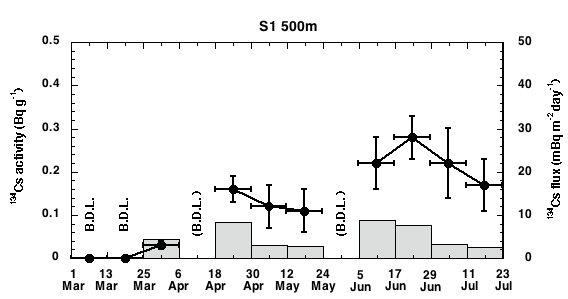 S1 500m
0.5
0.4
0.3
0.2
0.1
0
¹³⁴Cs activity (Bq g⁻¹)
50
40
30
20
10
0
¹³⁴Cs flux (mBq m⁻² day⁻¹)
B.D.L.
B.D.L.
(B.D.L.)
(B.D.L.)
1 13 25 6 18 30 12 24 5 17 29 11 23
Mar Mar Mar Apr Apr Apr May May Jun Jun Jun Jul Jul